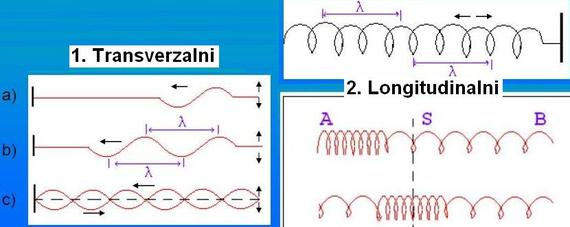 1. Transverzalni
a)
b)
λ
λ
c)
λ
λ
2. Longitudinalni
A S B